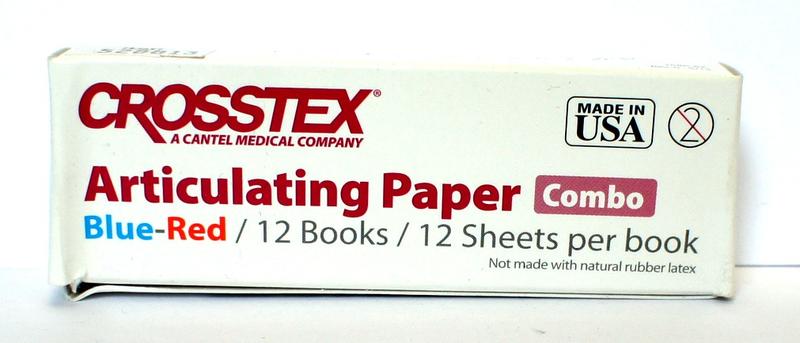 CROSSTEX®
A CANTEL MEDICAL COMPANY
MADE IN
USA
2
Articulating Paper Combo
Blue-Red / 12 Books / 12 Sheets per book
Not made with natural rubber latex